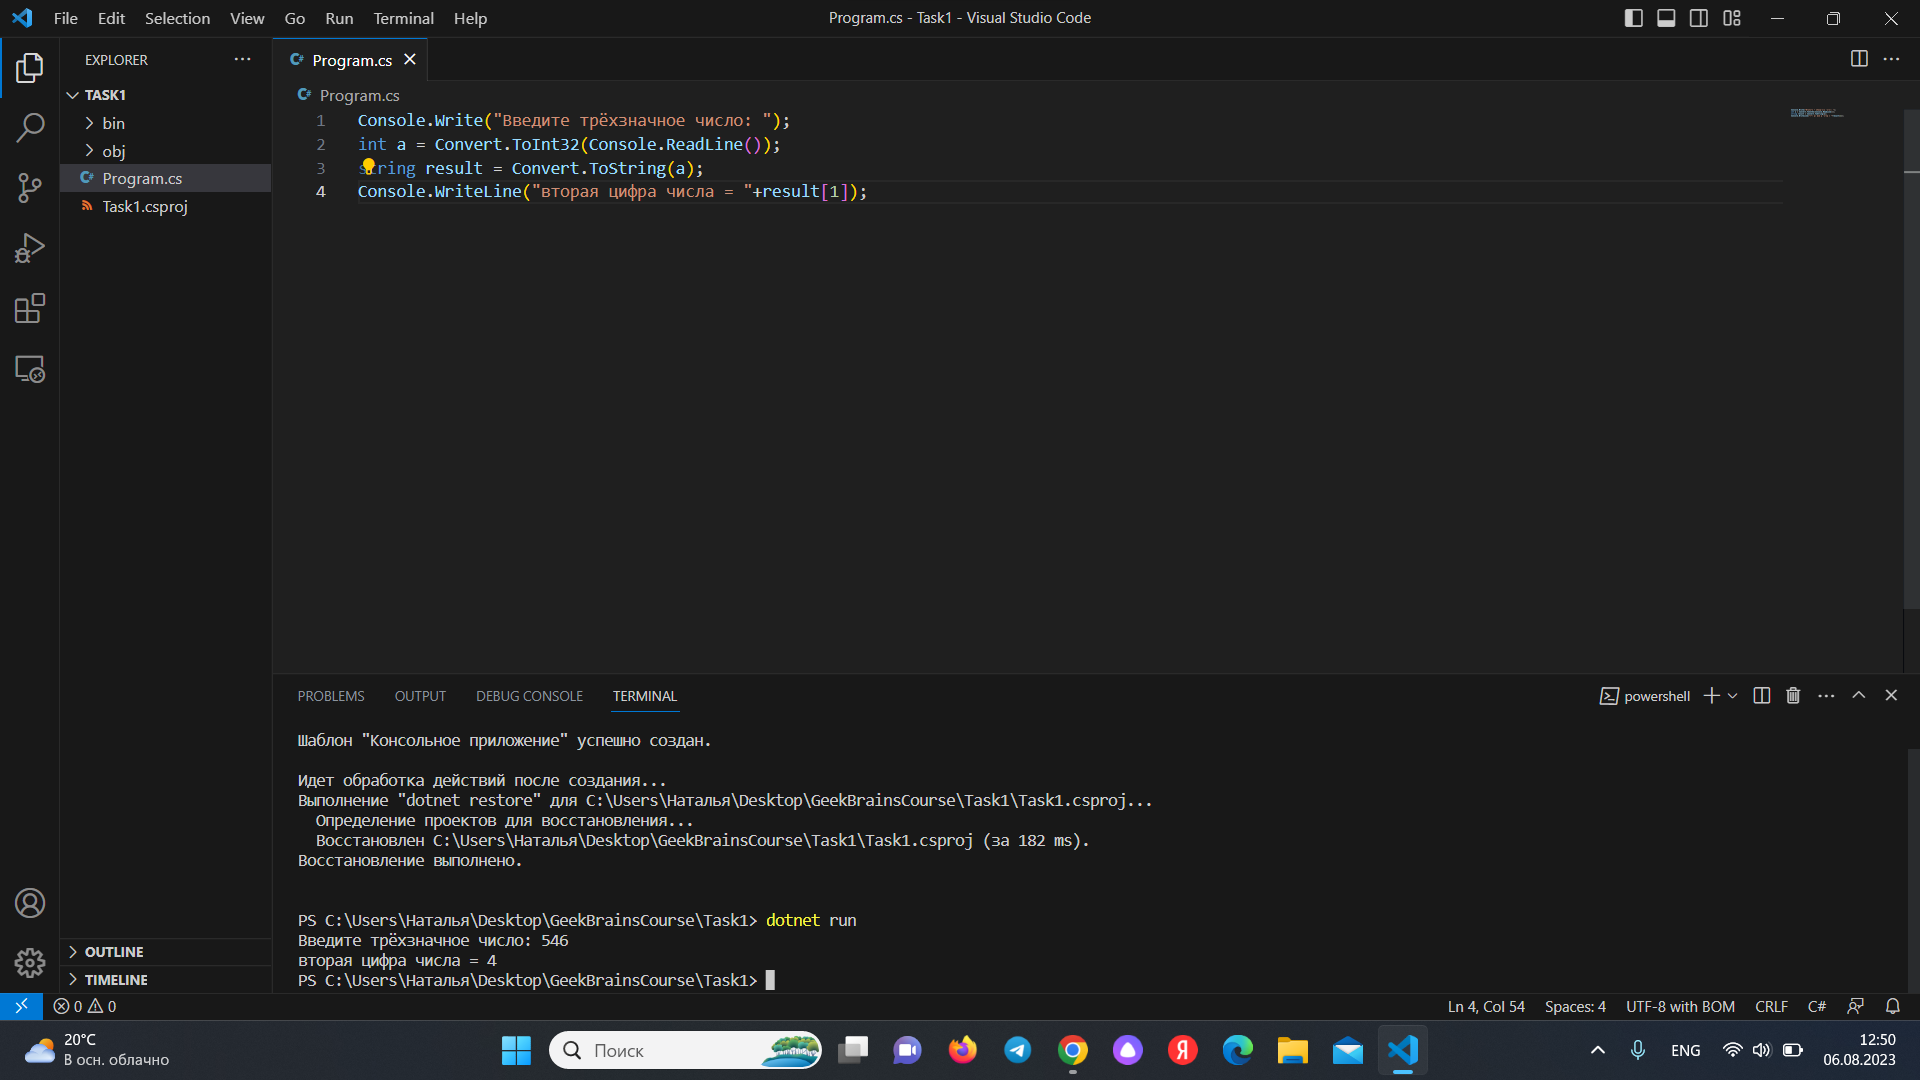 File Edit Selection View Go Run Terminal Help
Program.cs - Task1 - Visual Studio Code
EXPLORER
TASK1
bin
obj
Program.cs
Task1.csproj
OUTLINE
TIMELINE
Program.cs
Program.cs
1 Console.Write("Введите трёхзначное число: ");
2 int a = Convert.ToInt32(Console.ReadLine());
3 string result = Convert.ToString(a);
4 Console.WriteLine("вторая цифра числа = "+result[1]);
PROBLEMS OUTPUT DEBUG CONSOLE TERMINAL
powershell
Шаблон "Консольное приложение" успешно создан.
Идет обработка действий после создания...
Выполнение "dotnet restore" для C:\Users\Наталья\Desktop\GeekBrainsCourse\Task1\Task1.csproj...
Определение проектов для восстановления...
Восстановлен C:\Users\Наталья\Desktop\GeekBrainsCourse\Task1\Task1.csproj (за 182 ms).
Восстановление выполнено.
PS C:\Users\Наталья\Desktop\GeekBrainsCourse\Task1> dotnet run
Введите трёхзначное число: 546
вторая цифра числа = 4
PS C:\Users\Наталья\Desktop\GeekBrainsCourse\Task1>
0 0
Ln 4, Col 54 Spaces: 4 UTF-8 with BOM CRLF C#
20°C
В осн. облачно
Поиск
Я
ENG
12:50
06.08.2023